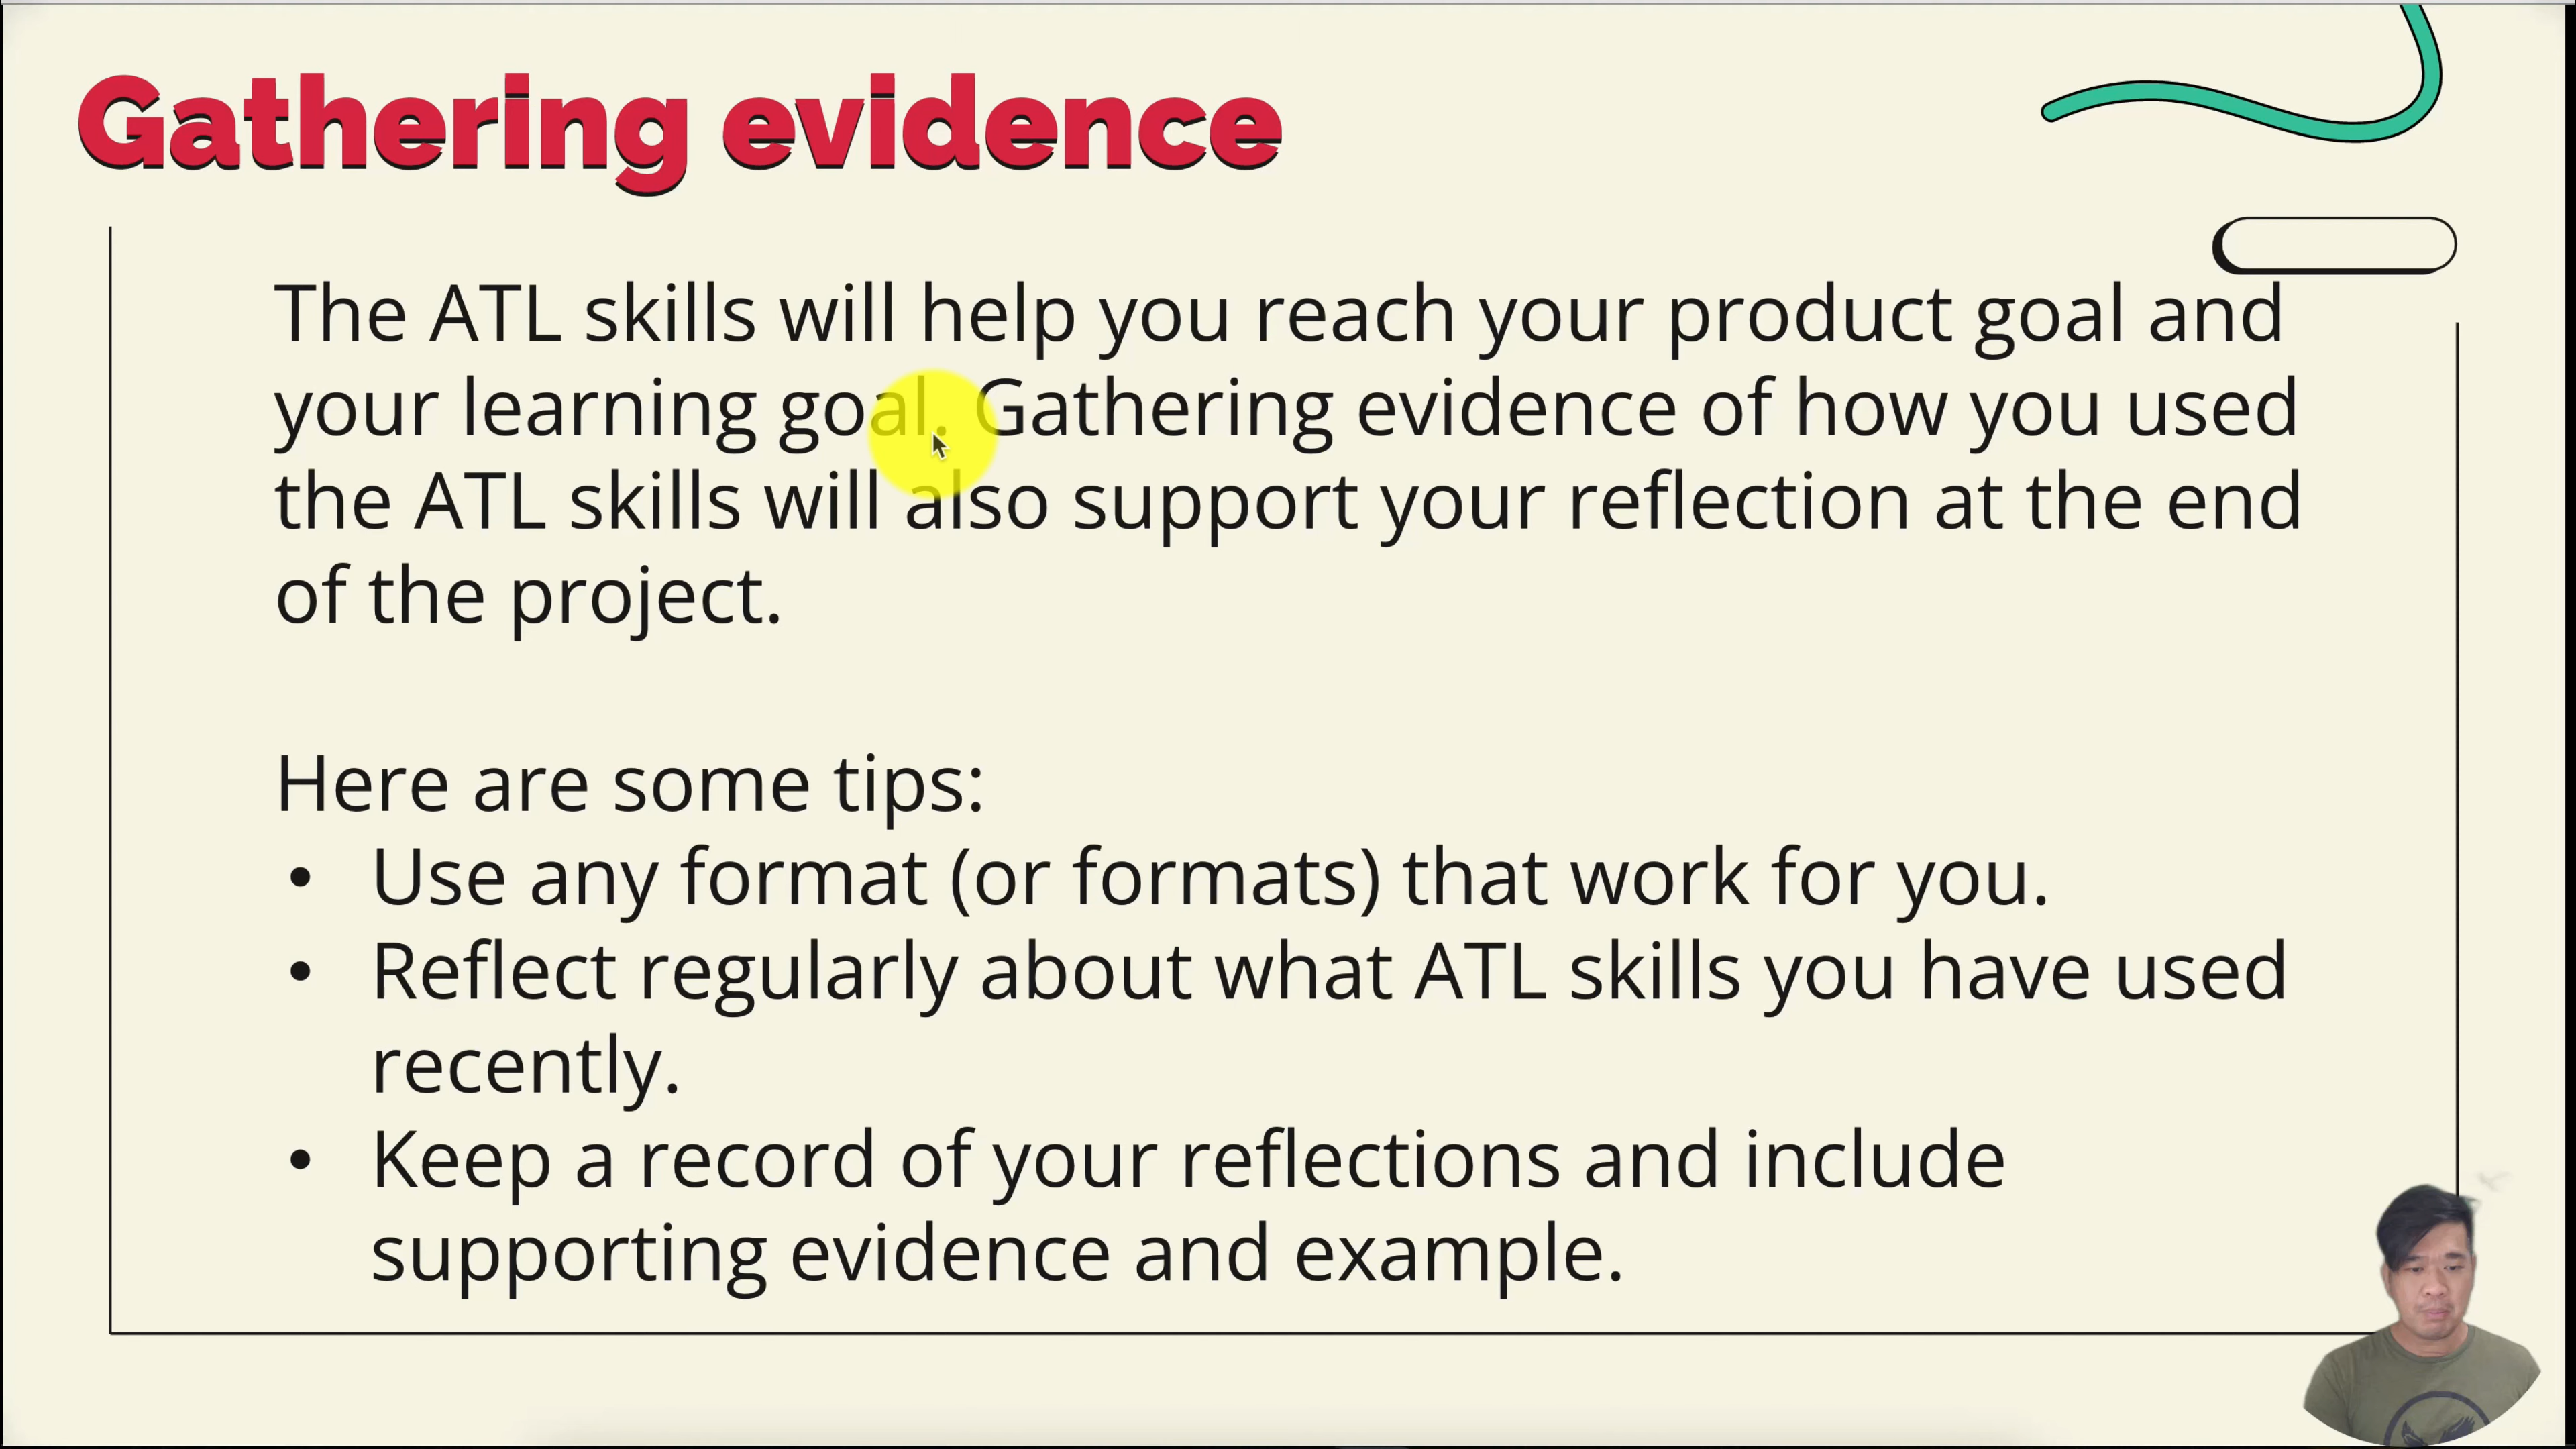 Gathering evidence
The ATL skills will help you reach your product goal and
your learning goal. Gathering evidence of how you used
the ATL skills will also support your reflection at the end
of the project.
Here are some tips:
• Use any format (or formats) that work for you.
• Reflect regularly about what ATL skills you have used
recently.
• Keep a record of your reflections and include
supporting evidence and example.